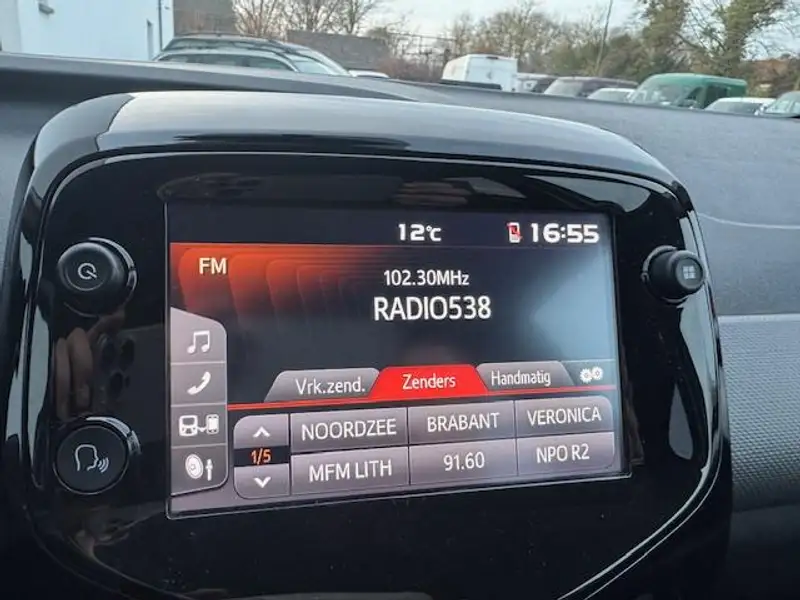 12°C 16:55
FM
102.30MHz
RADIO538
Vrk.zend. Zenders Handmatig
NOORDZEE BRABANT VERONICA
1/5
MFM LITH 91.60 NPO R2